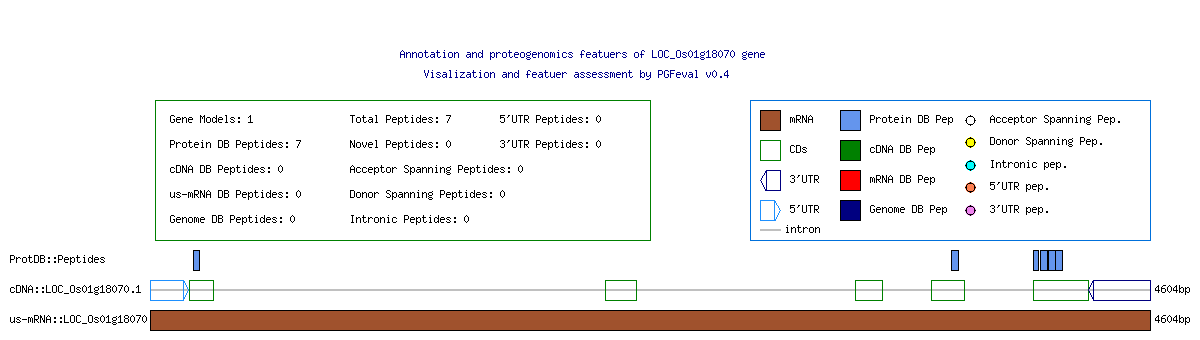 Annotation and proteogenomics featuers of LOC_Os01g18070 gene
Visalization and featuer assessment by PGFeval v0.4
Gene Models: 1 Total Peptides: 7 5'UTR Peptides: 0
Protein DB Peptides: 7 Novel Peptides: 0 3'UTR Peptides: 0
cDNA DB Peptides: 0 Acceptor Spanning Peptides: 0
us-mRNA DB Peptides: 0 Donor Spanning Peptides: 0
Genome DB Peptides: 0 Intronic Peptides: 0
mRNA Protein DB Pep Acceptor Spanning Pep.
CDs cDNA DB Pep Donor Spanning Pep.
3'UTR mRNA DB Pep Intronic pep.
5'UTR Genome DB Pep 5'UTR pep.
intron 3'UTR pep.
ProtDB::Peptides
cDNA::LOC_Os01g18070.1 4604bp
us-mRNA::LOC_Os01g18070 4604bp